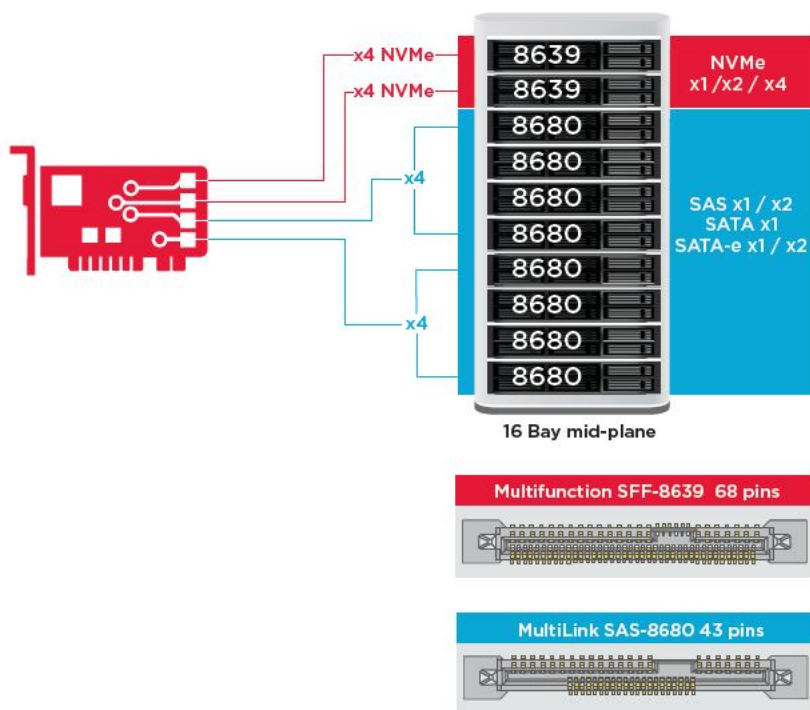 x4 NVMe
x4 NVMe
x4
x4
8639
8639
8680
8680
8680
8680
8680
8680
8680
8680
NVMe
x1 /x2 / x4
SAS x1 / x2
SATA x1
SATA-e x1 / x2
16 Bay mid-plane
Multifunction SFF-8639 68 pins
MultiLink SAS-8680 43 pins